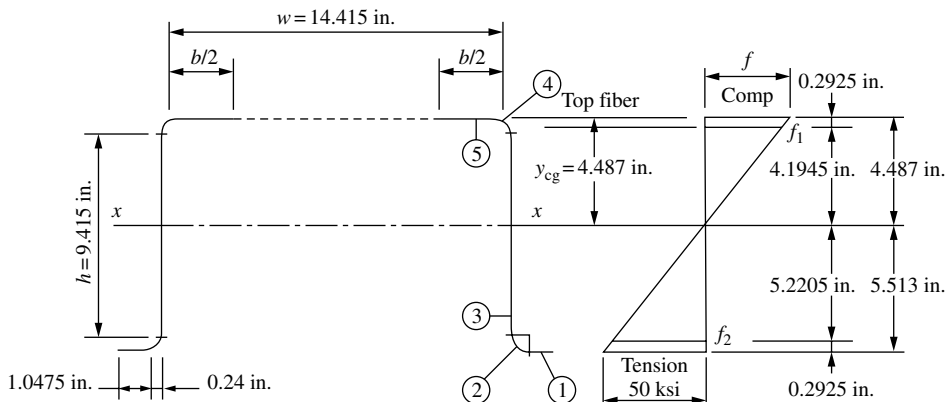 w = 14.415 in.
b/2
b/2
4
Top fiber
f
Comp
0.2925 in.
5
f1
ycg = 4.487 in.
4.1945 in.
4.487 in.
h = 9.415 in.
x
x
5.2205 in.
5.513 in.
3
f2
1.0475 in.
0.24 in.
2
1
Tension
50 ksi
0.2925 in.